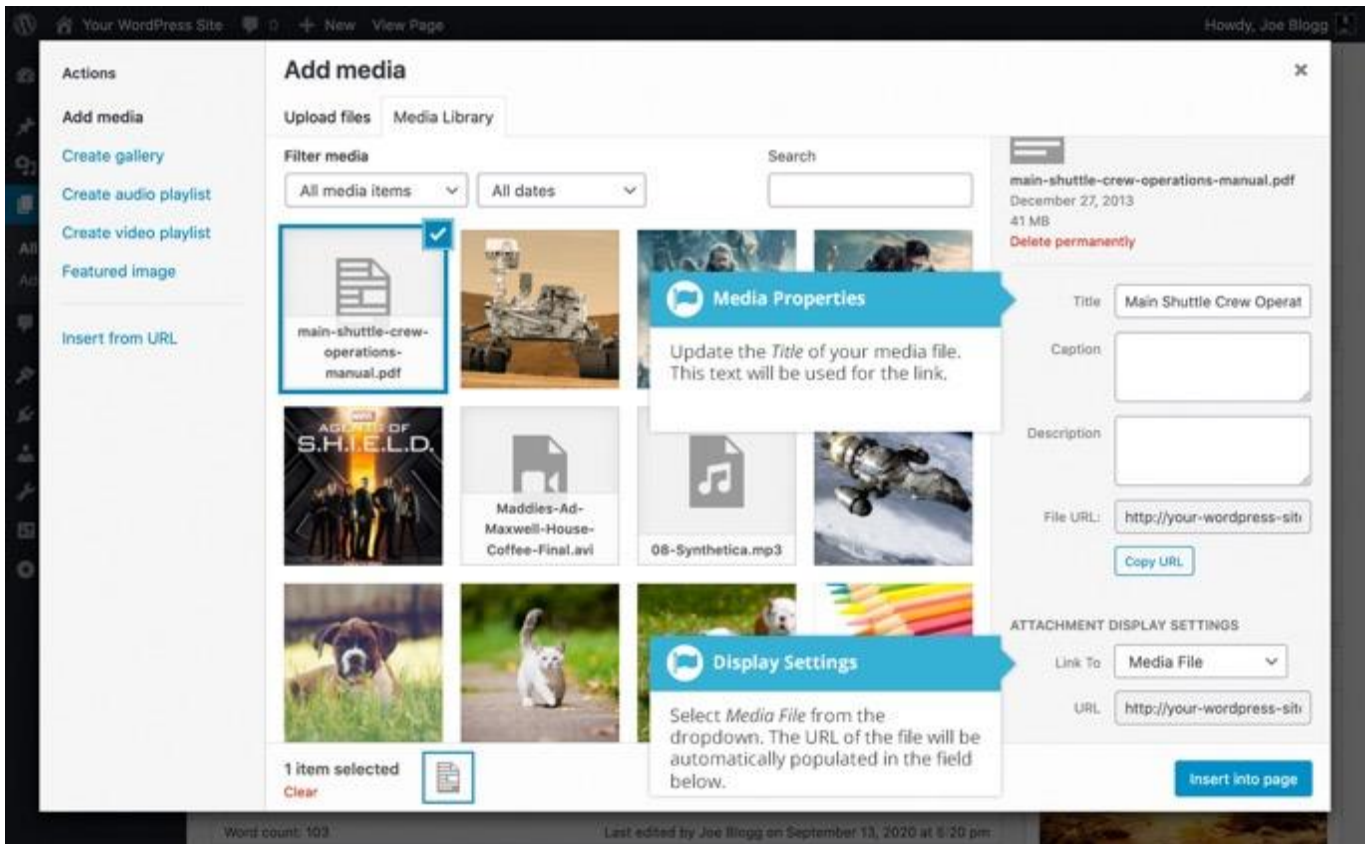 Your WordPress Site
0
New
View Page
Howdy, Joe Blogg
Actions
Add media
Create gallery
Create audio playlist
Create video playlist
Featured image
Insert from URL
Add media
Upload files
Media Library
Filter media
All media items
All dates
Search
main-shuttle-crew-
operations-
manual.pdf
MARVEL
AGENTS OF
S.H.I.E.L.D.
Maddies-Ad-
Maxwell-House-
Coffee-Final.avi
08-Synthetica.mp3
Media Properties
Update the Title of your media file.
This text will be used for the link.
Display Settings
Select Media File from the
dropdown. The URL of the file will be
automatically populated in the field
below.
main-shuttle-crew-operations-manual.pdf
December 27, 2013
41 MB
Delete permanently
Title
Main Shuttle Crew Operat
Caption
Description
File URL:
http://your-wordpress-sit
Copy URL
ATTACHMENT DISPLAY SETTINGS
Link To
Media File
URL
http://your-wordpress-sit
1 item selected
Clear
Insert into page
All
Ad
Word count: 103
Last edited by Joe Blogg on September 13, 2020 at 6:20 pm